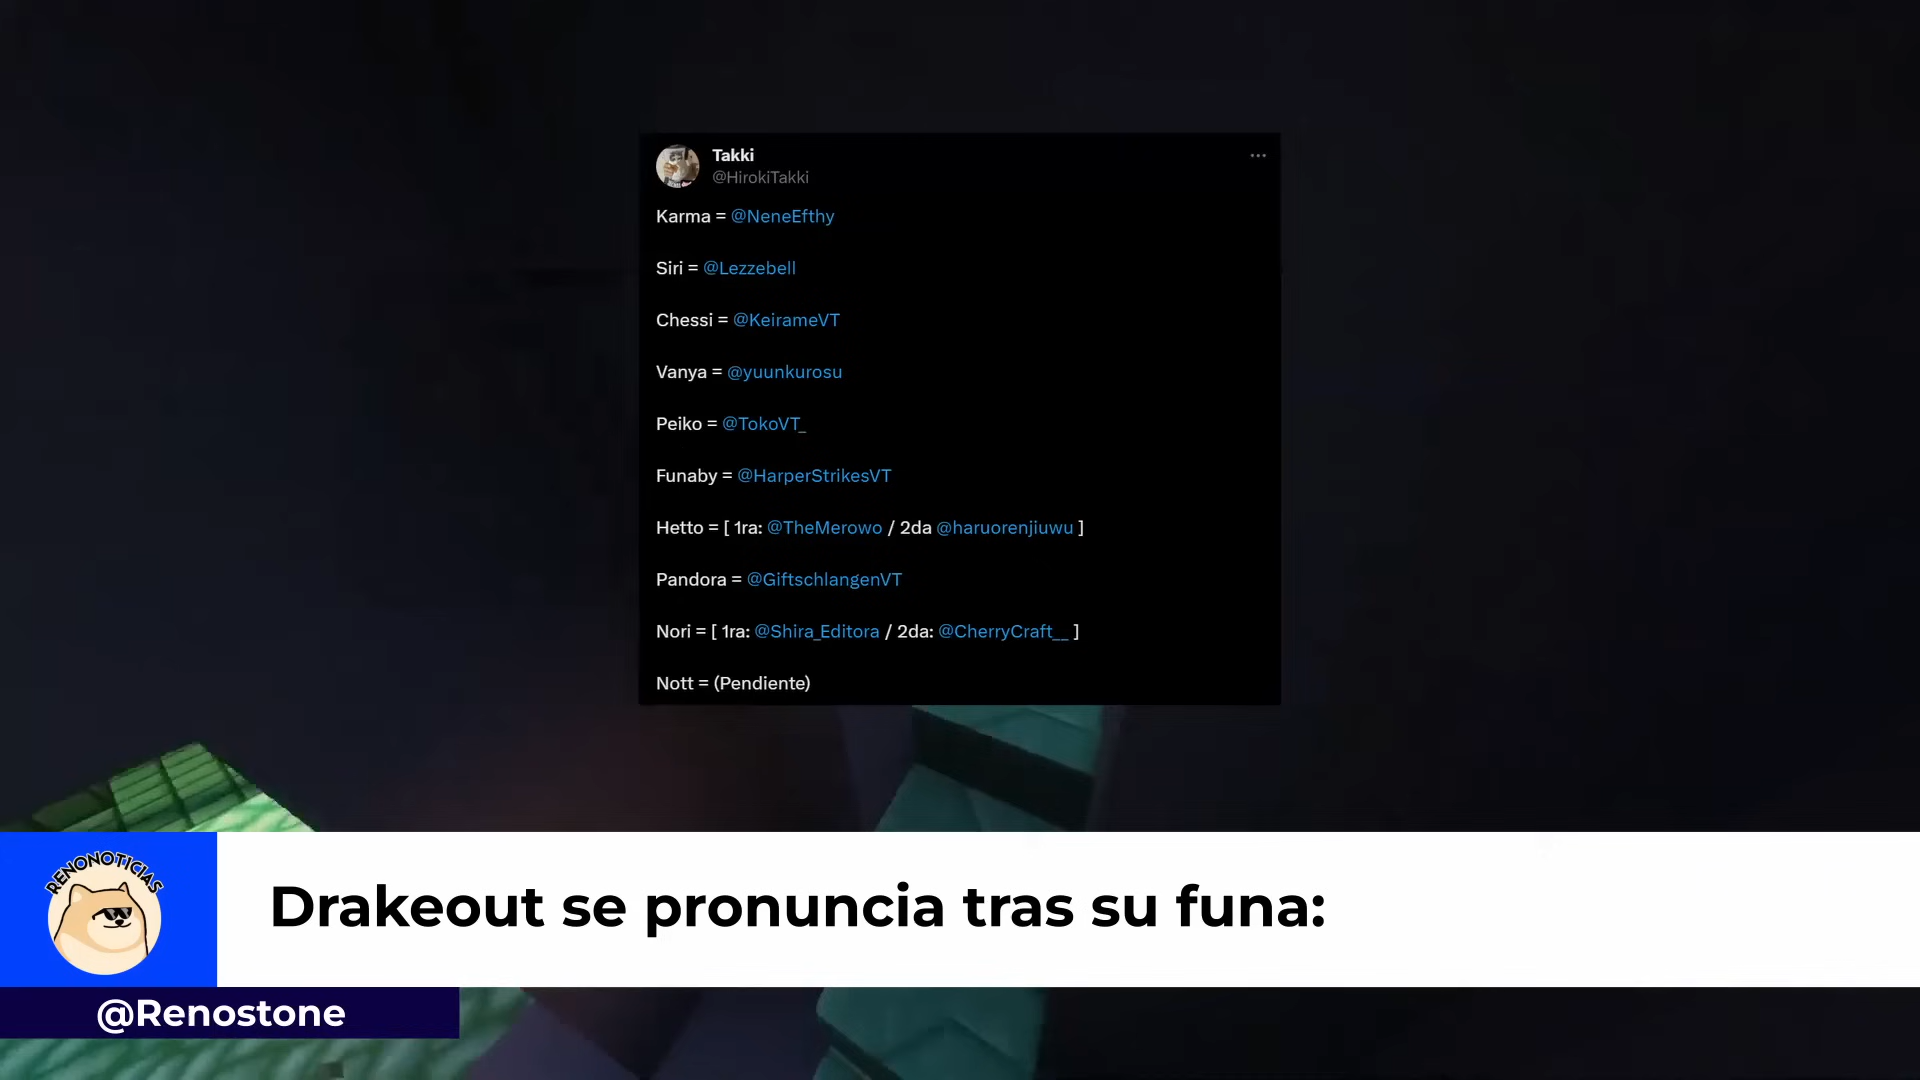 Takki
@HirokiTakki
Karma = @NeneEfthy
Siri = @Lezzebell
Chessi = @KeirameVT
Vanya = @yuunkurosu
Peiko = @TokoVT_
Funaby = @HarperStrikesVT
Hetto = [ 1ra: @TheMerowo / 2da @haruorenjiuwu ]
Pandora = @GiftschlangenVT
Nori = [ 1ra: @Shira_Editora / 2da: @CherryCraft__ ]
Nott = (Pendiente)
RENONOTICIAS
Drakeout se pronuncia tras su funa:
@Renostone